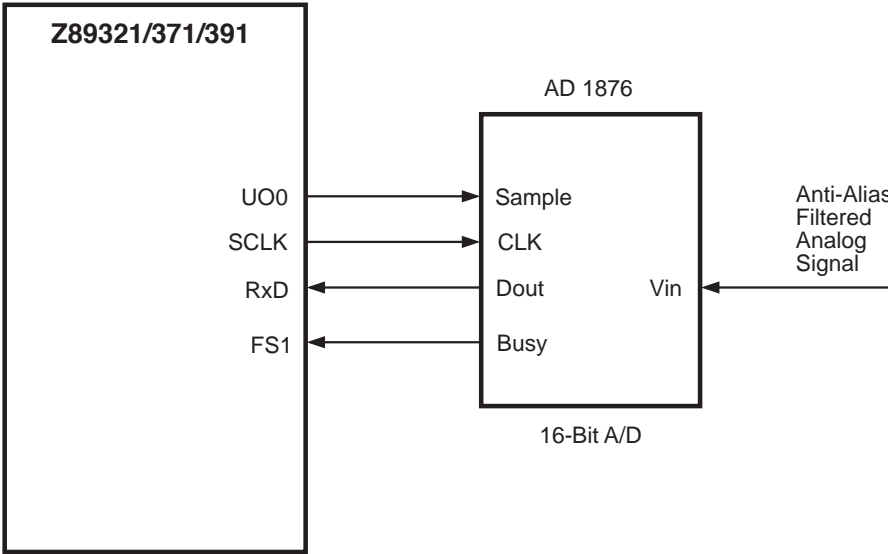 Z89321/371/391
AD 1876
UO0
SCLK
RxD
FS1
Sample
CLK
Dout
Busy
Vin
Anti-Alias
Filtered
Analog
Signal
16-Bit A/D